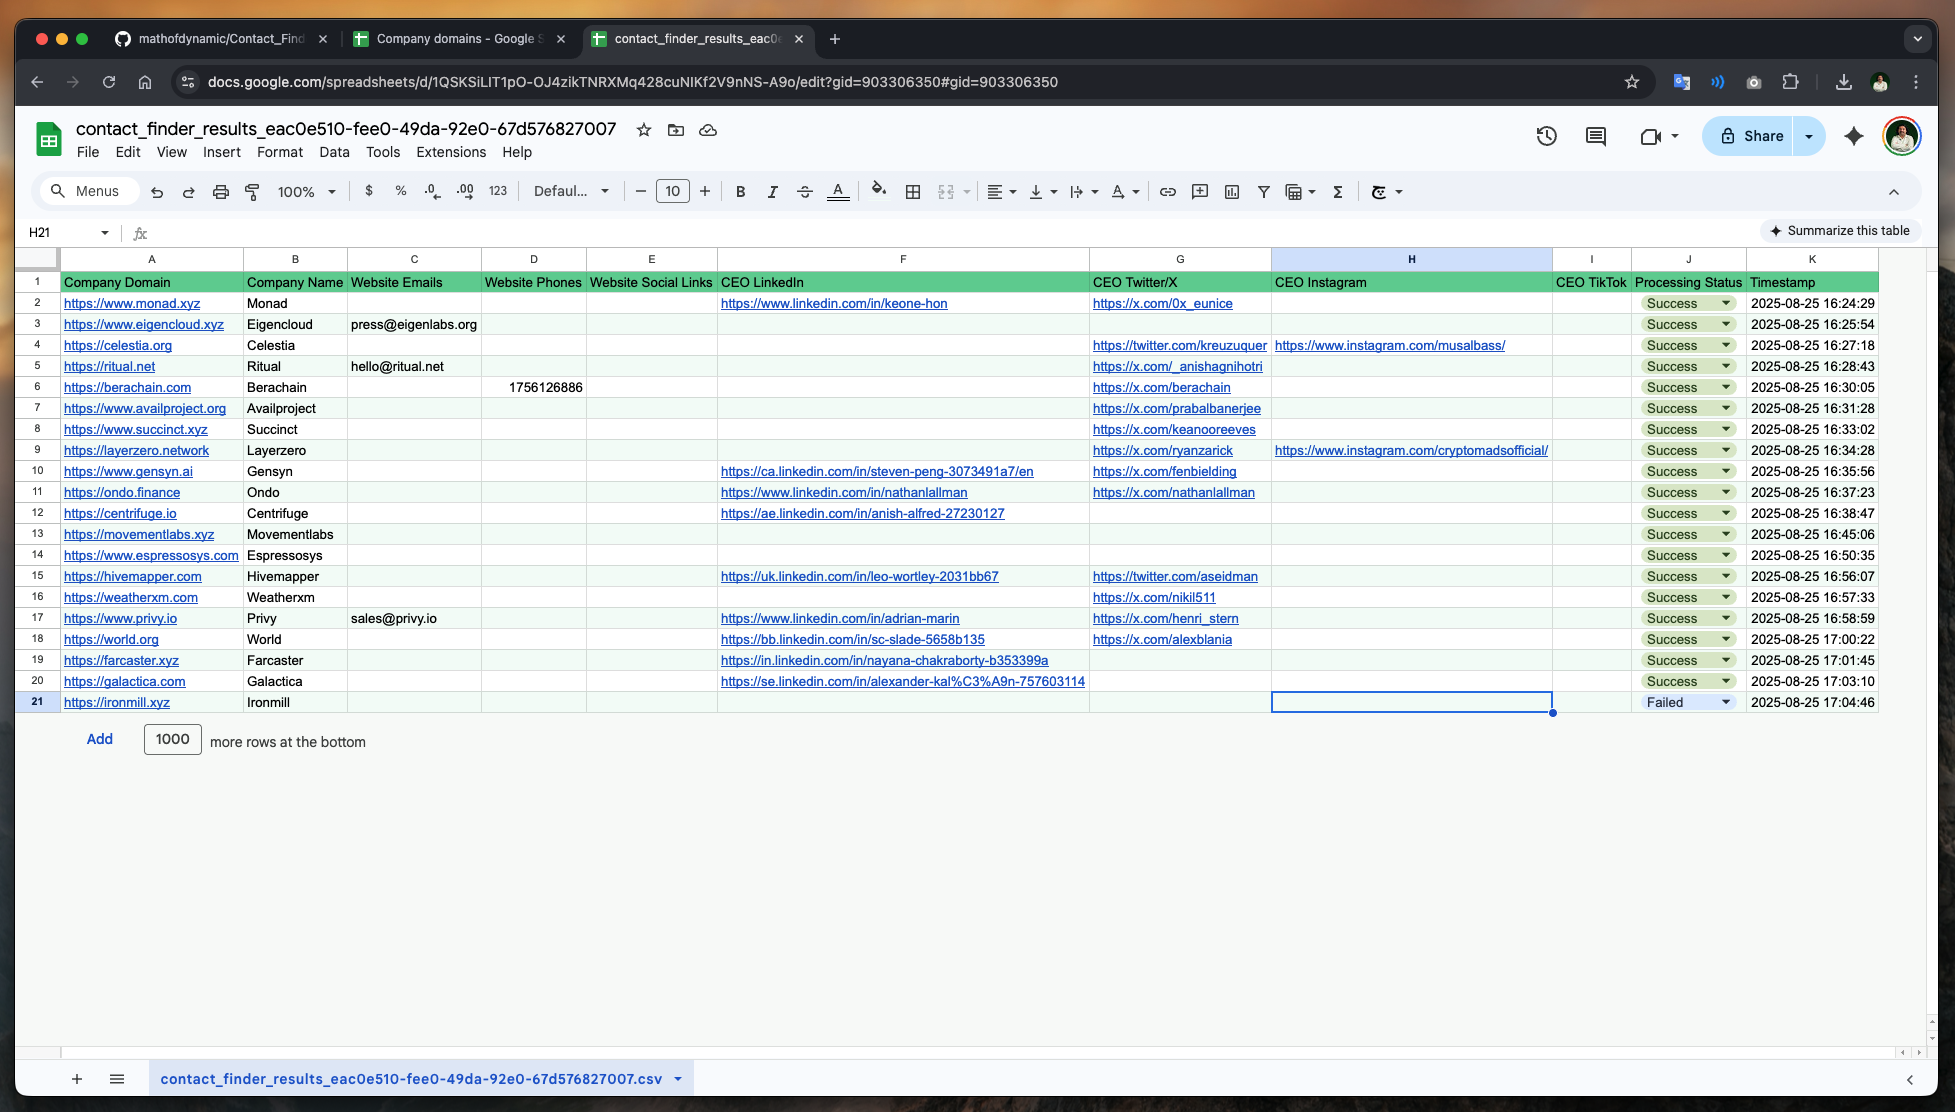 mathofdynamic/Contact_Find
Company domains - Google S
contact_finder_results_eac0e
docs.google.com/spreadsheets/d/1QSKSiLIT1pO-OJ4zikTNRXMq428cuNIKf2V9nNS-A9o/edit?gid=903306350#gid=903306350
contact_finder_results_eac0e510-fee0-49da-92e0-67d576827007
File Edit View Insert Format Data Tools Extensions Help
Share
Menus 100% $ % .0 .00 123 Defaul... 10 B I A
H21
fx
Summarize this table
A B C D E F G H I J K
1 Company Domain Company Name Website Emails Website Phones Website Social Links CEO LinkedIn CEO Twitter/X CEO Instagram CEO TikTok Processing Status Timestamp
2 https://www.monad.xyz Monad https://www.linkedin.com/in/keone-hon https://x.com/0x_eunice Success 2025-08-25 16:24:29
3 https://www.eigencloud.xyz Eigencloud press@eigenlabs.org Success 2025-08-25 16:25:54
4 https://celestia.org Celestia https://twitter.com/kreuzuquer https://www.instagram.com/musalbass/ Success 2025-08-25 16:27:18
5 https://ritual.net Ritual hello@ritual.net https://x.com/_anishagnihotri Success 2025-08-25 16:28:43
6 https://berachain.com Berachain 1756126886 https://x.com/berachain Success 2025-08-25 16:30:05
7 https://www.availproject.org Availproject https://x.com/prabalbanerjee Success 2025-08-25 16:31:28
8 https://www.succinct.xyz Succinct https://x.com/keanooreeves Success 2025-08-25 16:33:02
9 https://layerzero.network Layerzero https://x.com/ryanzarick https://www.instagram.com/cryptomadsofficial/ Success 2025-08-25 16:34:28
10 https://www.gensyn.ai Gensyn https://ca.linkedin.com/in/steven-peng-3073491a7/en https://x.com/fenbielding Success 2025-08-25 16:35:56
11 https://ondo.finance Ondo https://www.linkedin.com/in/nathanlallman https://x.com/nathanlallman Success 2025-08-25 16:37:23
12 https://centrifuge.io Centrifuge https://ae.linkedin.com/in/anish-alfred-27230127 Success 2025-08-25 16:38:47
13 https://movementlabs.xyz Movementlabs Success 2025-08-25 16:45:06
14 https://www.espressosys.com Espressosys Success 2025-08-25 16:50:35
15 https://hivemapper.com Hivemapper https://uk.linkedin.com/in/leo-wortley-2031bb67 https://twitter.com/aseidman Success 2025-08-25 16:56:07
16 https://weatherxm.com Weatherxm https://x.com/nikil511 Success 2025-08-25 16:57:33
17 https://www.privy.io Privy sales@privy.io https://www.linkedin.com/in/adrian-marin https://x.com/henri_stern Success 2025-08-25 16:58:59
18 https://world.org World https://bb.linkedin.com/in/sc-slade-5658b135 https://x.com/alexblania Success 2025-08-25 17:00:22
19 https://farcaster.xyz Farcaster https://in.linkedin.com/in/nayana-chakraborty-b353399a Success 2025-08-25 17:01:45
20 https://galactica.com Galactica https://se.linkedin.com/in/alexander-kal%C3%A9n-757603114 Success 2025-08-25 17:03:10
21 https://ironmill.xyz Ironmill Failed 2025-08-25 17:04:46
Add 1000 more rows at the bottom
contact_finder_results_eac0e510-fee0-49da-92e0-67d576827007.csv